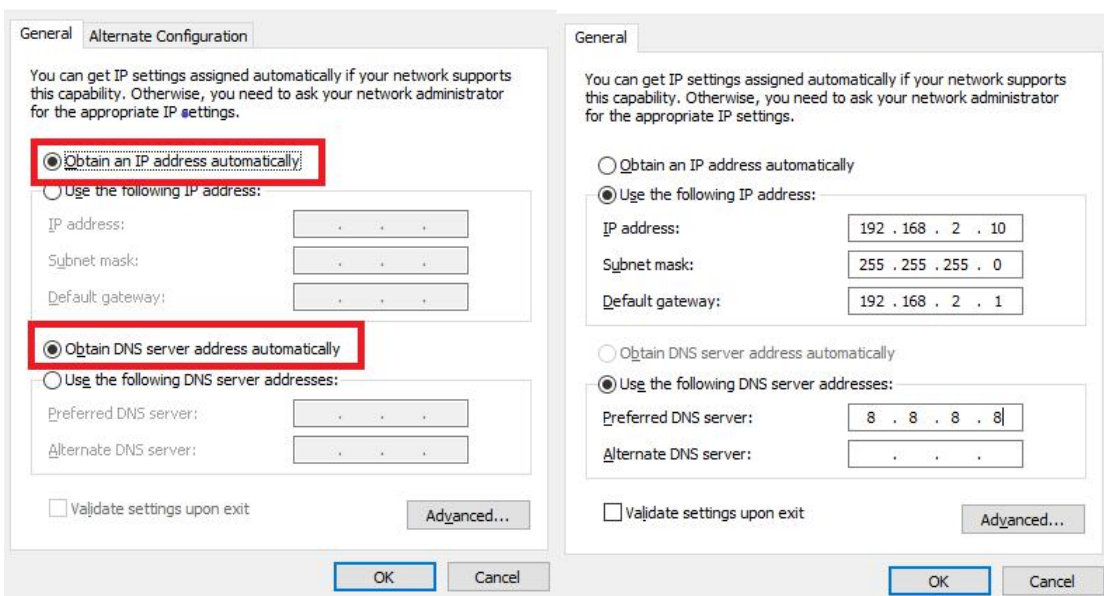 General
Alternate Configuration
You can get IP settings assigned automatically if your network supports
this capability. Otherwise, you need to ask your network administrator
for the appropriate IP settings.
Obtain an IP address automatically
Use the following IP address:
IP address:
. . .
Subnet mask:
. . .
Default gateway:
. . .
Obtain DNS server address automatically
Use the following DNS server addresses:
Preferred DNS server:
. . .
Alternate DNS server:
. . .
Validate settings upon exit
Advanced...
OK
Cancel
General
You can get IP settings assigned automatically if your network supports
this capability. Otherwise, you need to ask your network administrator
for the appropriate IP settings.
Obtain an IP address automatically
Use the following IP address:
IP address:
192 . 168 . 2 . 10
Subnet mask:
255 . 255 . 255 . 0
Default gateway:
192 . 168 . 2 . 1
Obtain DNS server address automatically
Use the following DNS server addresses:
Preferred DNS server:
8 . 8 . 8 . 8
Alternate DNS server:
. . .
Validate settings upon exit
Advanced...
OK
Cancel